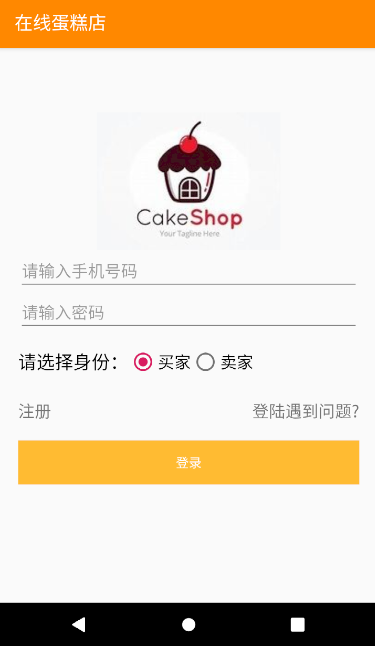 在线蛋糕店
CakeShop
Your Tagline Here
请输入手机号码
请输入密码
请选择身份： 买家 卖家
注册 登陆遇到问题?
登录